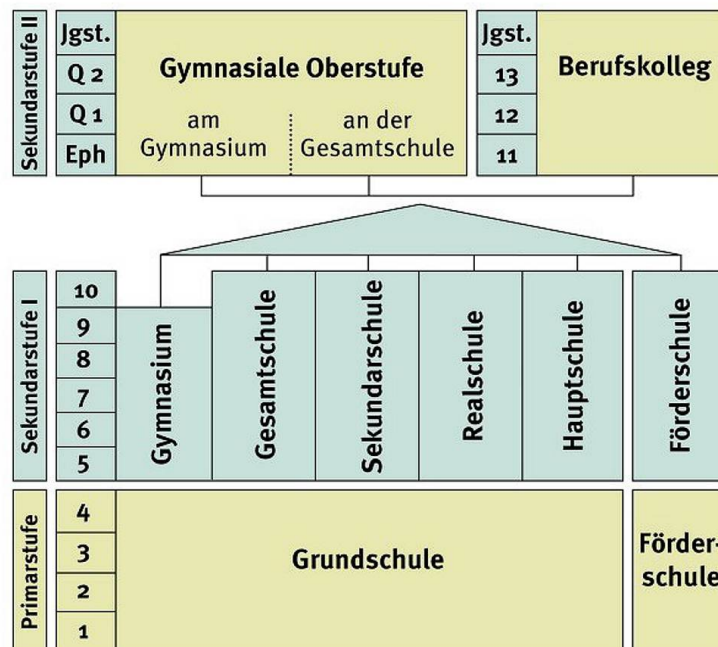 Sekundarstufe II
Jgst.
Q 2
Q 1
Eph
Gymnasiale Oberstufe
am
Gymnasium
an der
Gesamtschule
Jgst.
13
12
11
Berufskolleg
Sekundarstufe I
10
9
8
7
6
5
Gymnasium
Gesamtschule
Sekundarschule
Realschule
Hauptschule
Förderschule
Primarstufe
4
3
2
1
Grundschule
Förder-
schule